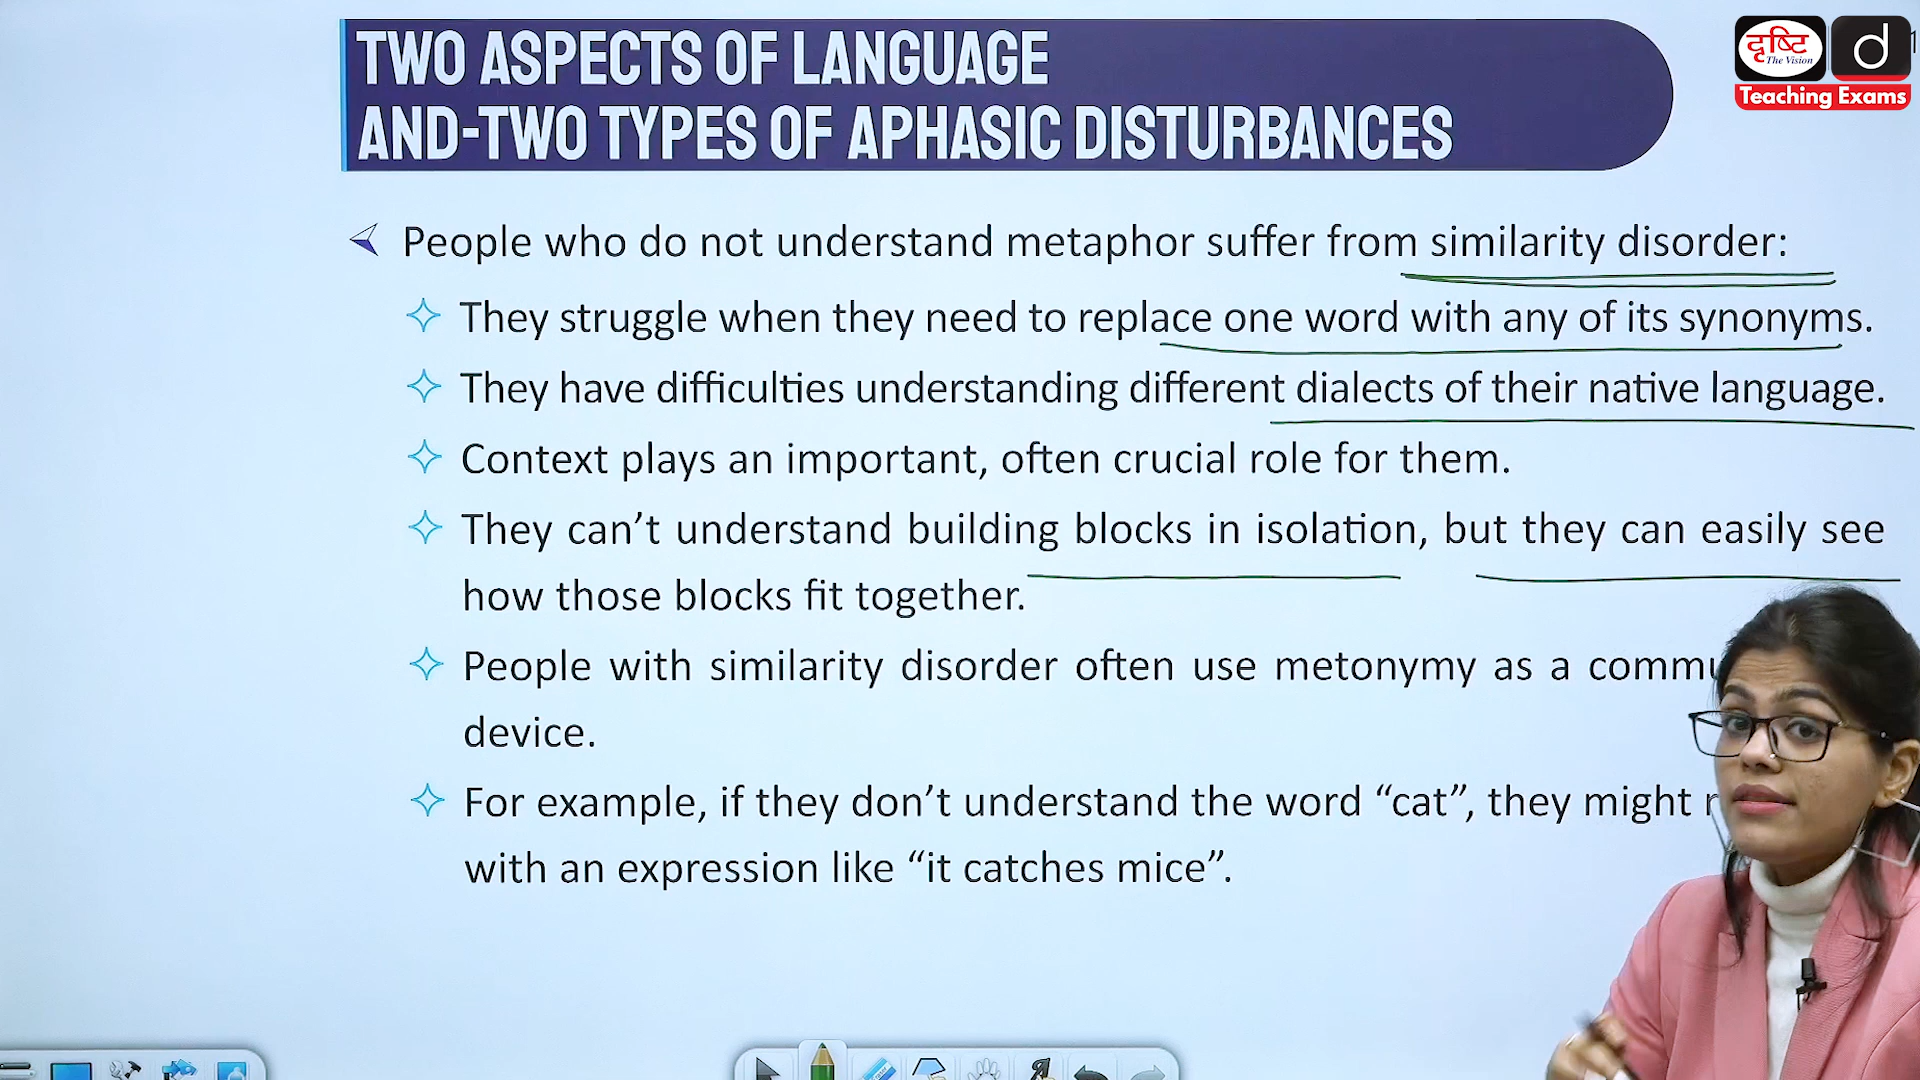 TWO ASPECTS OF LANGUAGE
AND-TWO TYPES OF APHASIC DISTURBANCES
दृष्टि
The Vision
d
Teaching Exams
People who do not understand metaphor suffer from similarity disorder:
They struggle when they need to replace one word with any of its synonyms.
They have difficulties understanding different dialects of their native language.
Context plays an important, often crucial role for them.
They can’t understand building blocks in isolation, but they can easily see
how those blocks fit together.
People with similarity disorder often use metonymy as a
device.
For example, if they don’t understand the word “cat”, they might
with an expression like “it catches mice”.